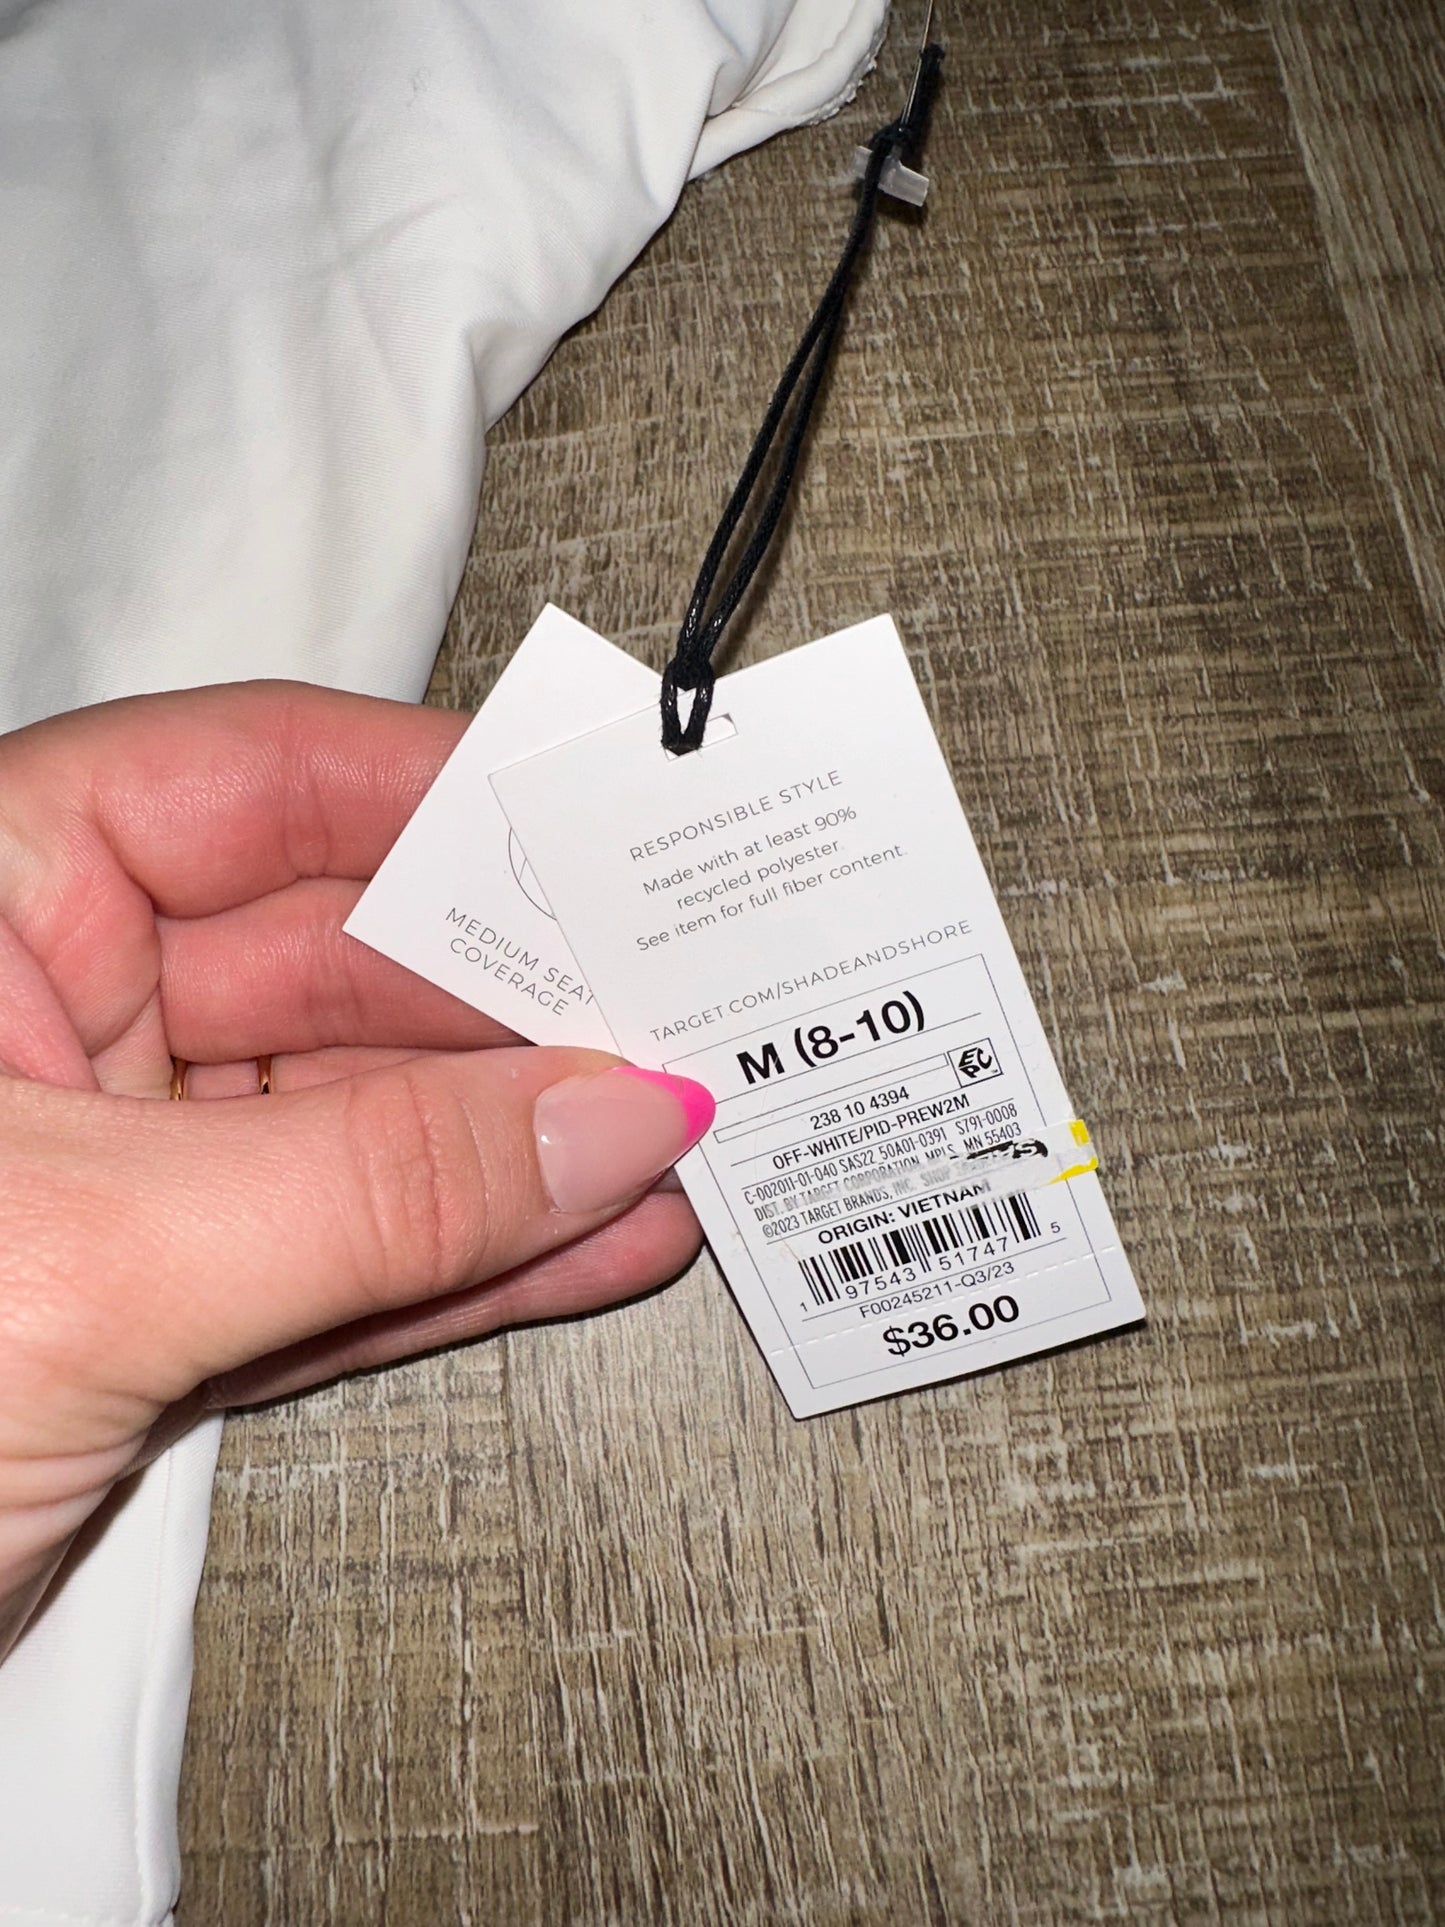 MEDIUM SEAT
COVERAGE
RESPONSIBLE STYLE
Made with at least 90%
recycled polyester.
See item for full fiber content.
TARGET.COM/SHADEANDSHORE
M (8-10)
EPC
238 10 4394
OFF-WHITE/PID-PREW2M
C-002011-01-040 SAS22 50A01-0391 S791-0008
DIST. BY TARGET CORPORATION, MPLS, MN 55403
©2023 TARGET BRANDS, INC. SHOP
ORIGIN: VIETNAM
1 97543 51747 5
F00245211-Q3/23
$36.00